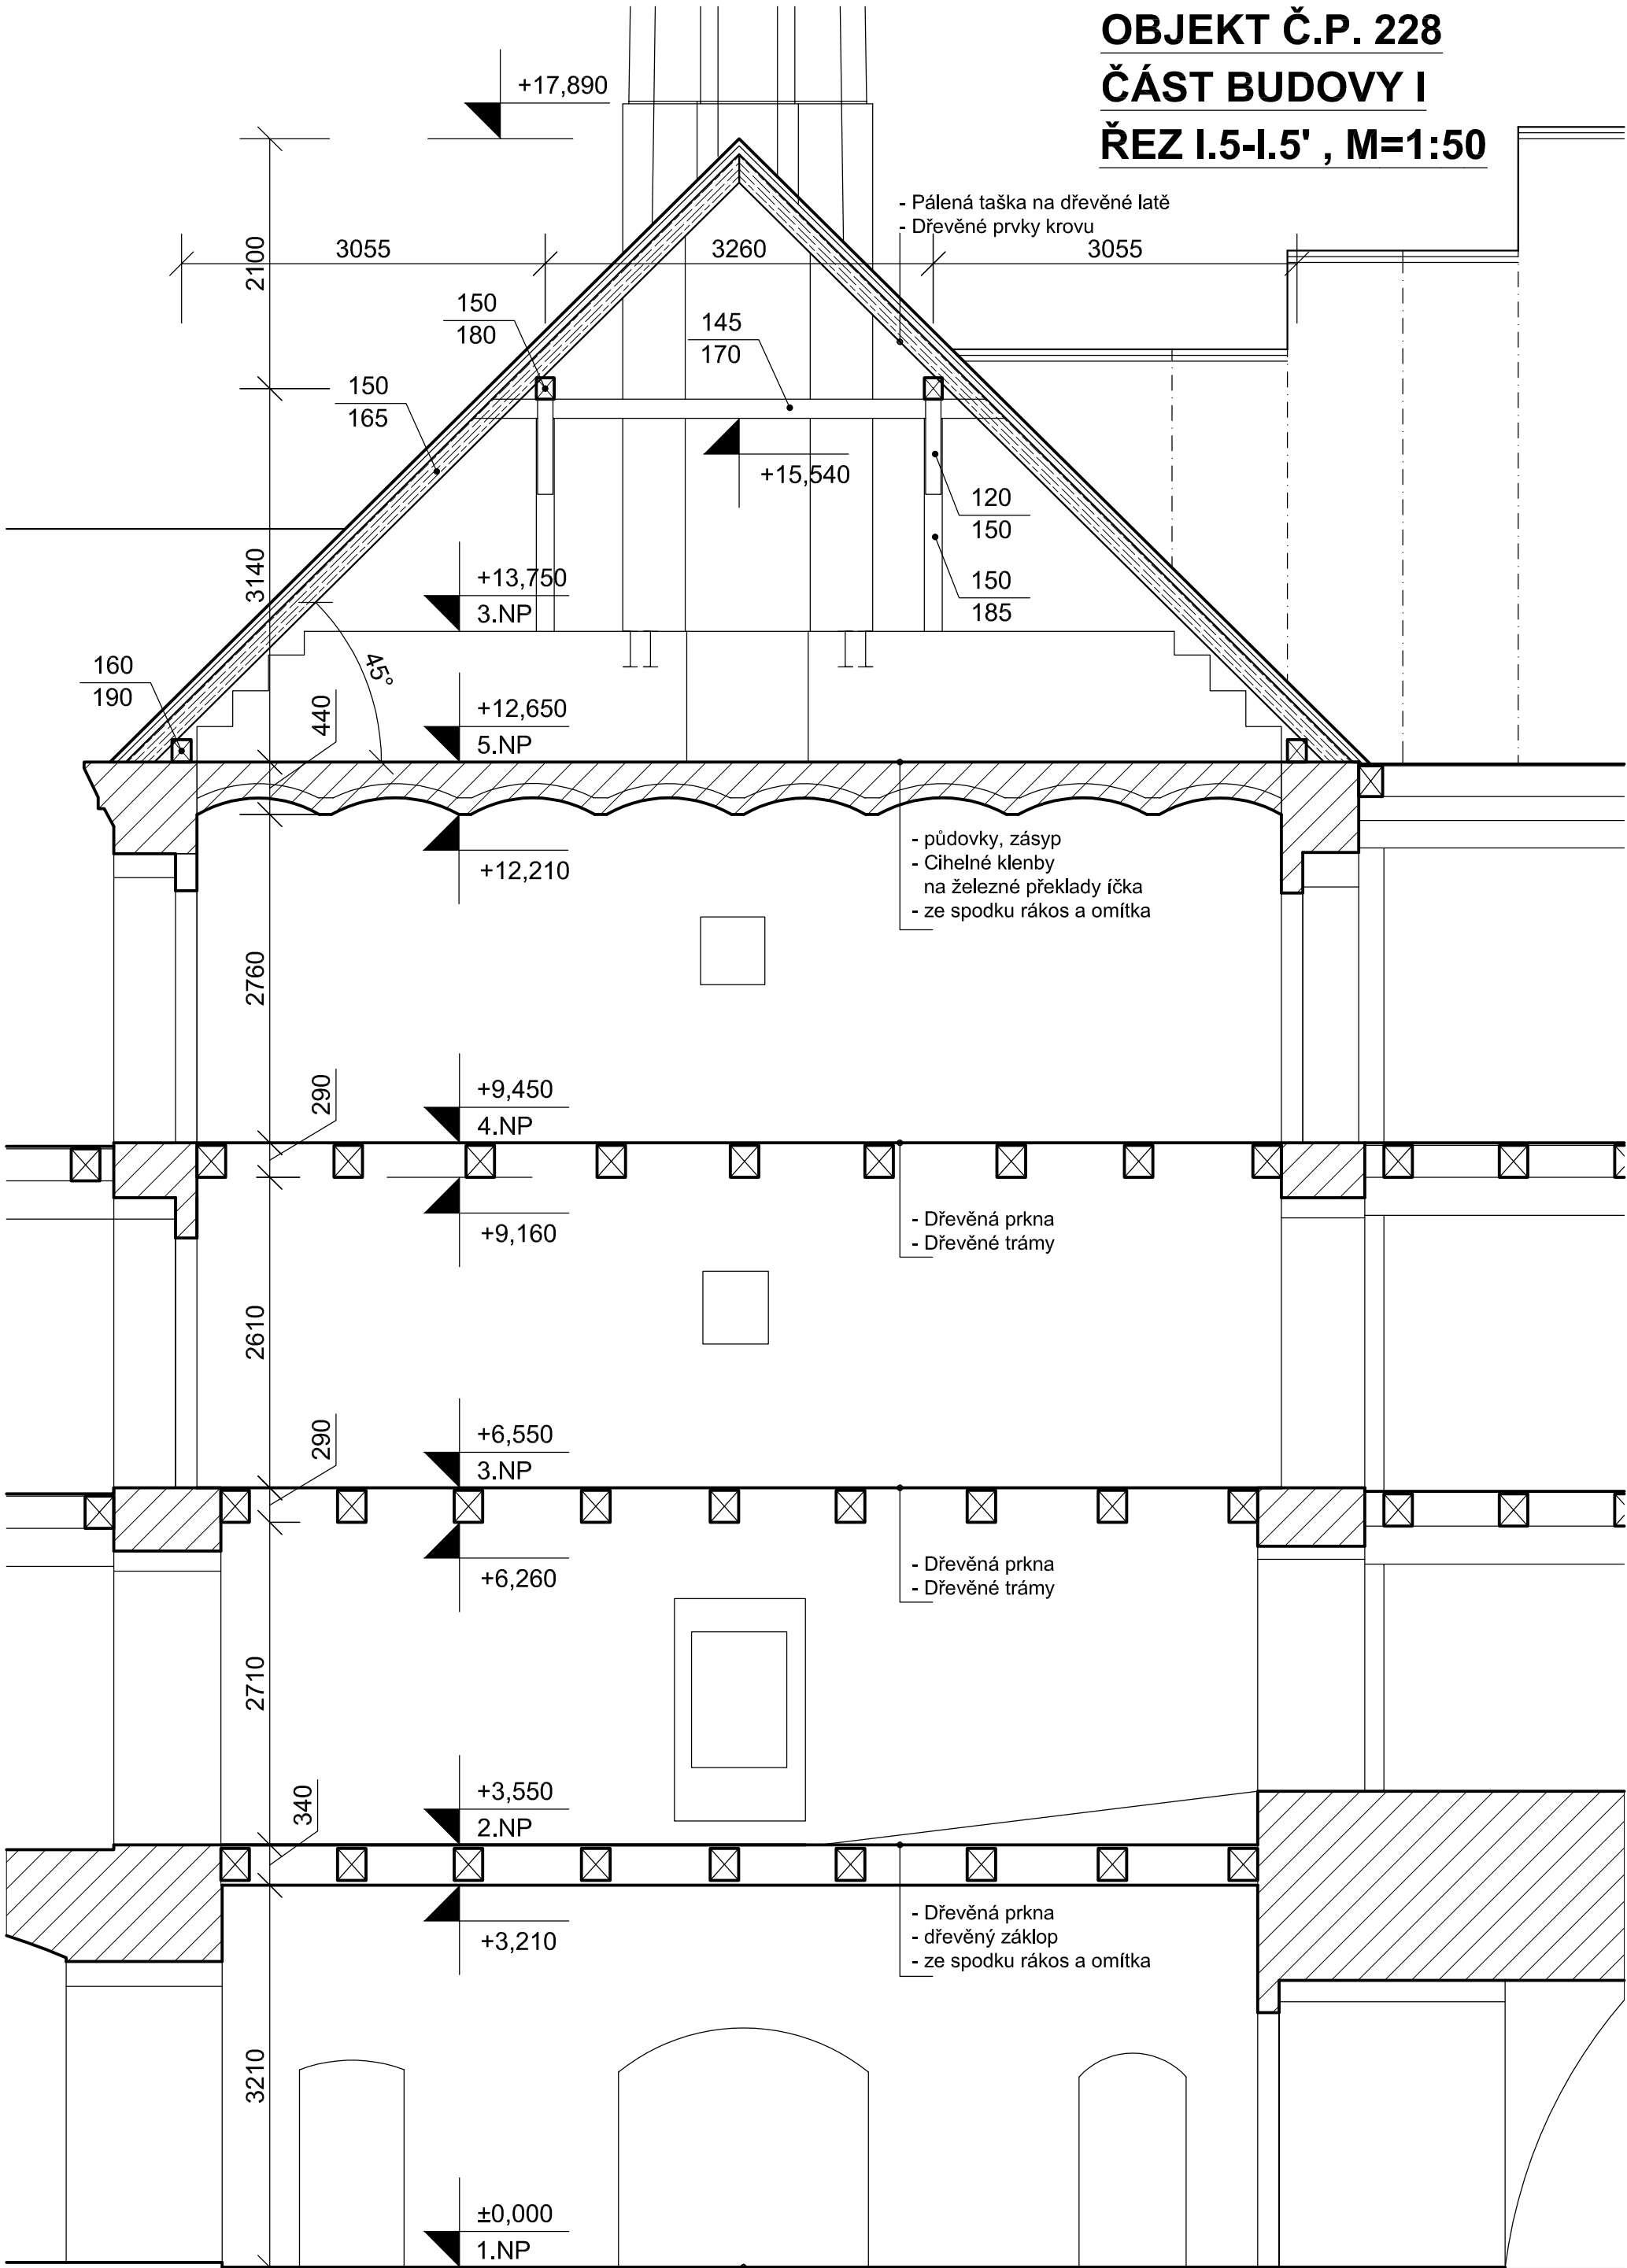 OBJEKT Č.P. 228
ČÁST BUDOVY I
ŘEZ I.5-I.5' , M=1:50
+17,890
- Pálená taška na dřevěné latě
- Dřevěné prvky krovu
3055
3260
3055
2100
150
180
145
170
150
165
+15,540
120
150
3140
+13,750
3.NP
150
185
45°
160
190
440
+12,650
5.NP
+12,210
- půdovky, zásyp
- Cihelné klenby
na železné překlady íčka
- ze spodku rákos a omítka
2760
290
+9,450
4.NP
+9,160
- Dřevěná prkna
- Dřevěné trámy
2610
290
+6,550
3.NP
+6,260
- Dřevěná prkna
- Dřevěné trámy
2710
340
+3,550
2.NP
+3,210
- Dřevěná prkna
- dřevěný záklop
- ze spodku rákos a omítka
3210
±0,000
1.NP